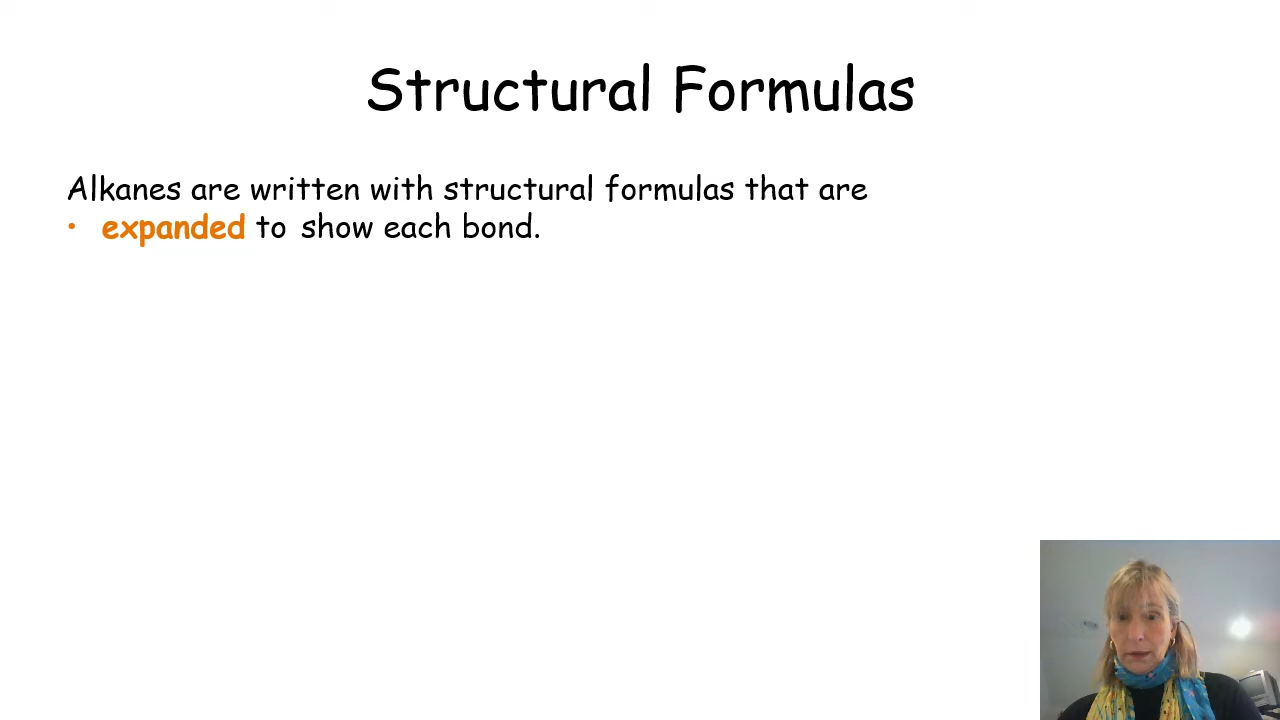 Structural Formulas
Alkanes are written with structural formulas that are
• expanded to show each bond.